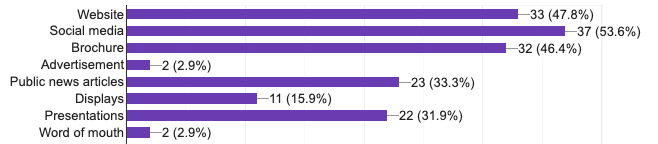 Website 33 (47.8%)
Social media 37 (53.6%)
Brochure 32 (46.4%)
Advertisement 2 (2.9%)
Public news articles 23 (33.3%)
Displays 11 (15.9%)
Presentations 22 (31.9%)
Word of mouth 2 (2.9%)